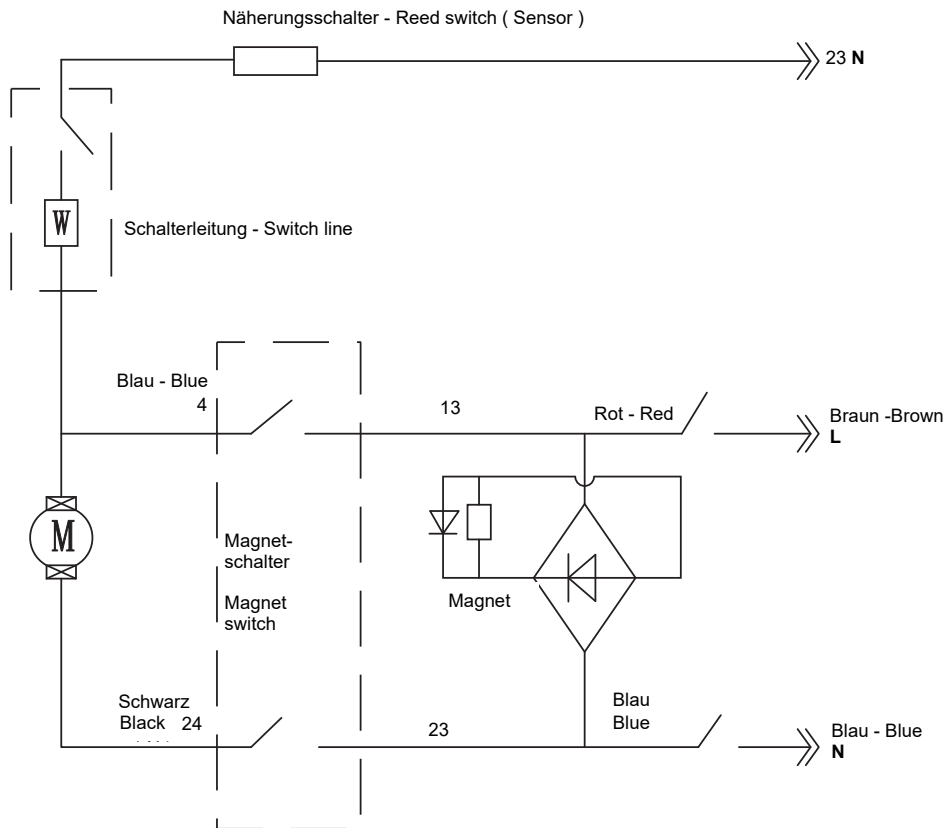 Näherungsschalter - Reed switch ( Sensor )
23 N
W
Schalterleitung - Switch line
Blau - Blue
4
13
Rot - Red
Braun -Brown
L
M
Magnet-
schalter
Magnet
switch
Magnet
Schwarz
Black 24
23
Blau
Blue
Blau - Blue
N